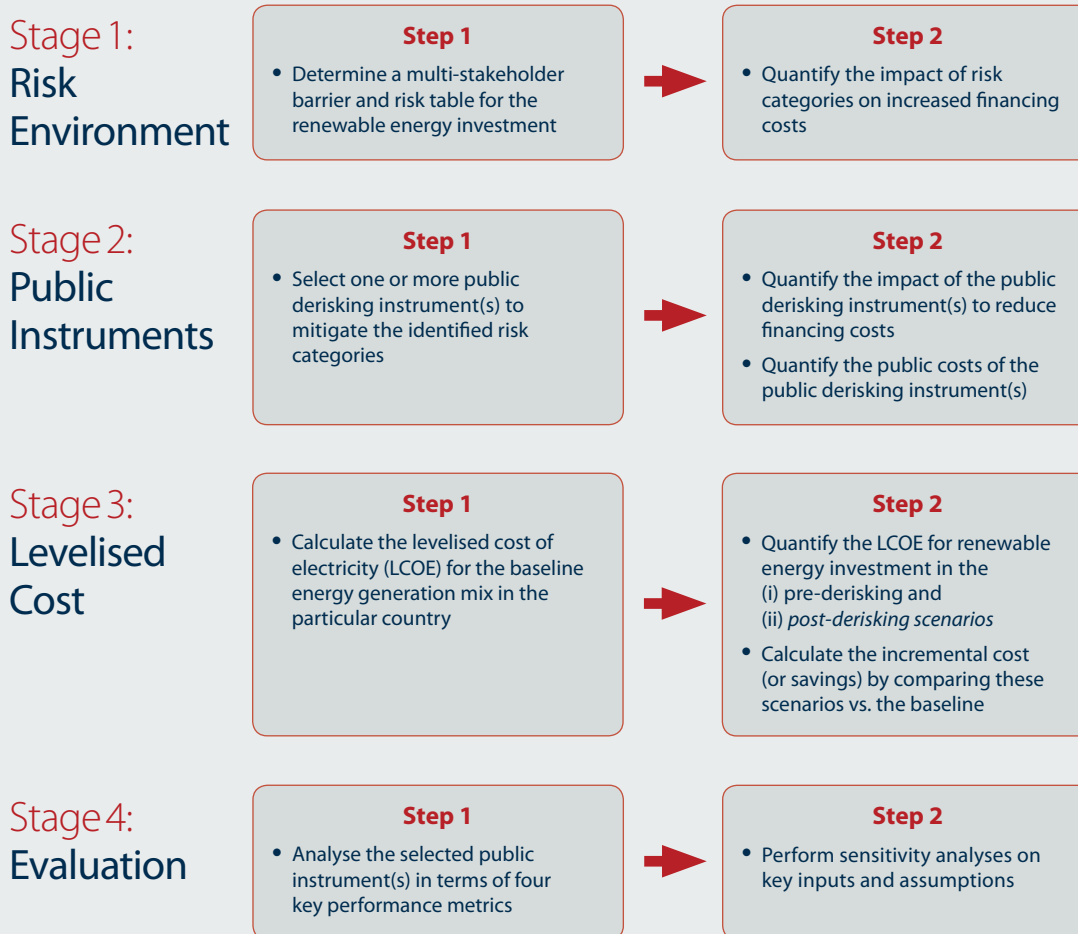 Stage 1:
Risk
Environment
Step 1
• Determine a multi-stakeholder
barrier and risk table for the
renewable energy investment
Step 2
• Quantify the impact of risk
categories on increased financing
costs
Stage 2:
Public
Instruments
Step 1
• Select one or more public
derisking instrument(s) to
mitigate the identified risk
categories
Step 2
• Quantify the impact of the public
derisking instrument(s) to reduce
financing costs
• Quantify the public costs of the
public derisking instrument(s)
Stage 3:
Levelised
Cost
Step 1
• Calculate the levelised cost of
electricity (LCOE) for the baseline
energy generation mix in the
particular country
Step 2
• Quantify the LCOE for renewable
energy investment in the
(i) pre-derisking and
(ii) post-derisking scenarios
• Calculate the incremental cost
(or savings) by comparing these
scenarios vs. the baseline
Stage 4:
Evaluation
Step 1
• Analyse the selected public
instrument(s) in terms of four
key performance metrics
Step 2
• Perform sensitivity analyses on
key inputs and assumptions